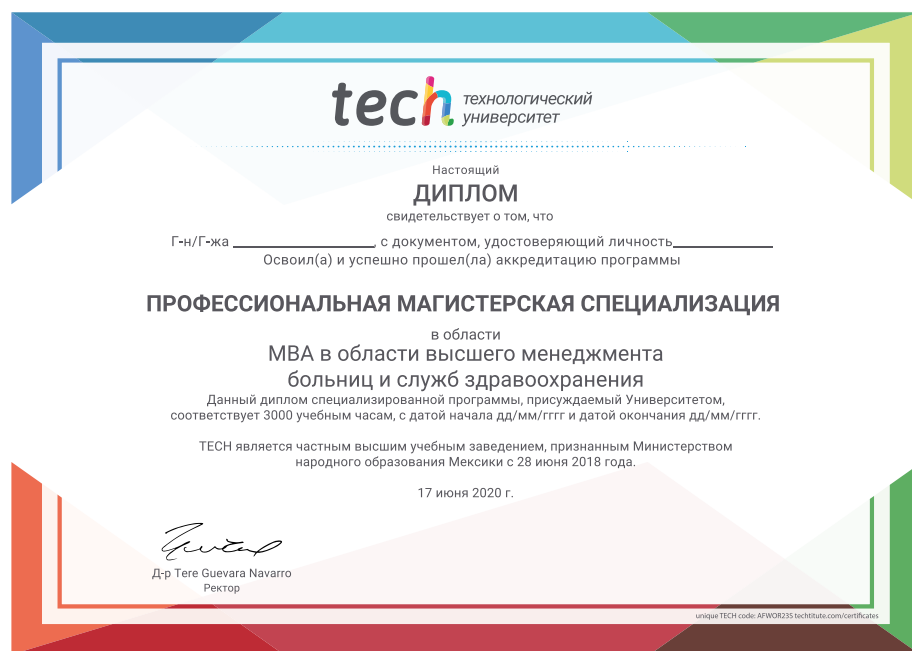 tech технологический
университет
Настоящий
ДИПЛОМ
свидетельствует о том, что
Г-н/Г-жа ____________________, с документом, удостоверяющий личность______________
Освоил(а) и успешно прошел(ла) аккредитацию программы
ПРОФЕССИОНАЛЬНАЯ МАГИСТЕРСКАЯ СПЕЦИАЛИЗАЦИЯ
в области
MBA в области высшего менеджмента
больниц и служб здравоохранения
Данный диплом специализированной программы, присуждаемый Университетом,
соответствует 3000 учебным часам, с датой начала дд/мм/гггг и датой окончания дд/мм/гггг.
TECH является частным высшим учебным заведением, признанным Министерством
народного образования Мексики с 28 июня 2018 года.
17 июня 2020 г.
Д-р Tere Guevara Navarro
Ректор
unique TECH code: AFWOR23S techtitute.com/certificates